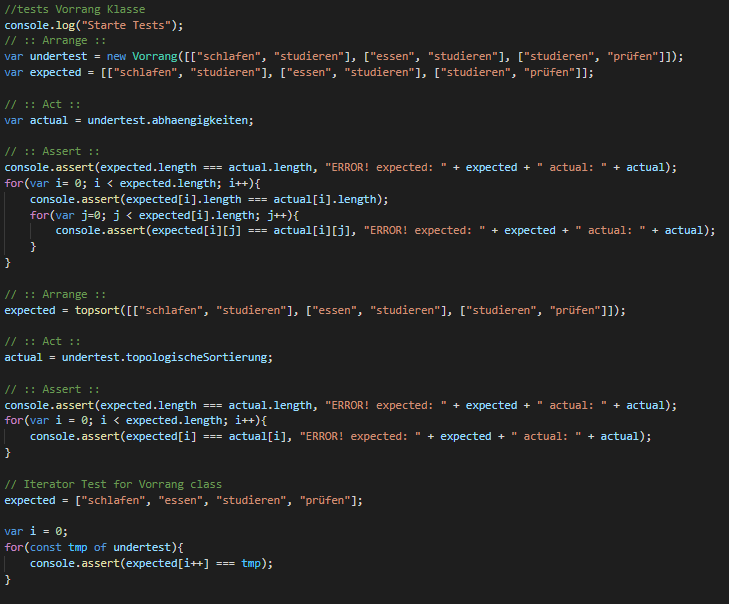 //tests Vorrang Klasse
console.log("Starte Tests");
// :: Arrange ::
var undertest = new Vorrang([["schlafen", "studieren"], ["essen", "studieren"], ["studieren", "prüfen"]]);
var expected = [["schlafen", "studieren"], ["essen", "studieren"], ["studieren", "prüfen"]];

// :: Act ::
var actual = undertest.abhaengigkeiten;

// :: Assert ::
console.assert(expected.length === actual.length, "ERROR! expected: " + expected + " actual: " + actual);
for(var i= 0; i < expected.length; i++){
    console.assert(expected[i].length === actual[i].length);
    for(var j=0; j < expected[i].length; j++){
        console.assert(expected[i][j] === actual[i][j], "ERROR! expected: " + expected + " actual: " + actual);
    }
}

// :: Arrange ::
expected = topsort([["schlafen", "studieren"], ["essen", "studieren"], ["studieren", "prüfen"]]);

// :: Act ::
actual = undertest.topologischeSortierung;

// :: Assert ::
console.assert(expected.length === actual.length, "ERROR! expected: " + expected + " actual: " + actual);
for(var i = 0; i < expected.length; i++){
    console.assert(expected[i] === actual[i], "ERROR! expected: " + expected + " actual: " + actual);
}

// Iterator Test for Vorrang class
expected = ["schlafen", "essen", "studieren", "prüfen"];

var i = 0;
for(const tmp of undertest){
    console.assert(expected[i++] === tmp);
}